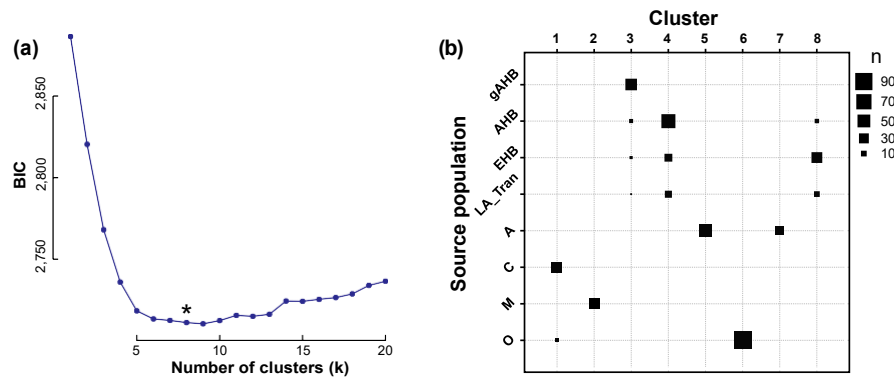 (a)
BIC
2,850
2,800
2,750
*
5
10
15
20
Number of clusters (k)
(b)
Cluster
1 2 3 4 5 6 7 8
Source population
gAHB
AHB
EHB
LA_Tran
A
C
M
O
n
90
70
50
30
10